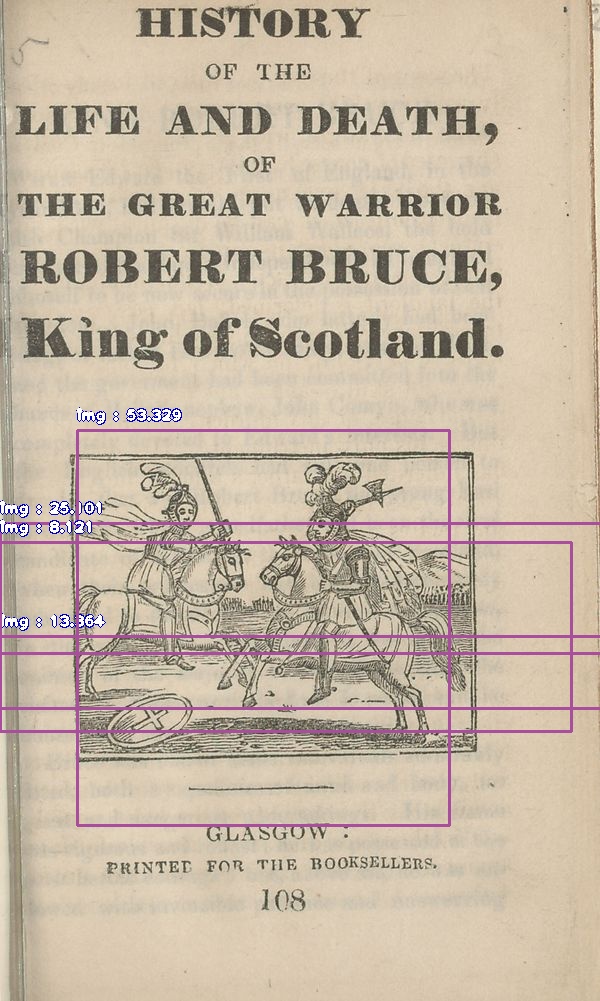 5
HISTORY
OF THE
LIFE AND DEATH,
OF
THE GREAT WARRIOR
ROBERT BRUCE,
King of Scotland.
img : 53.329
img : 25.101
img : 8.121
img : 13.364
GLASGOW :
PRINTED FOR THE BOOKSELLERS.
108